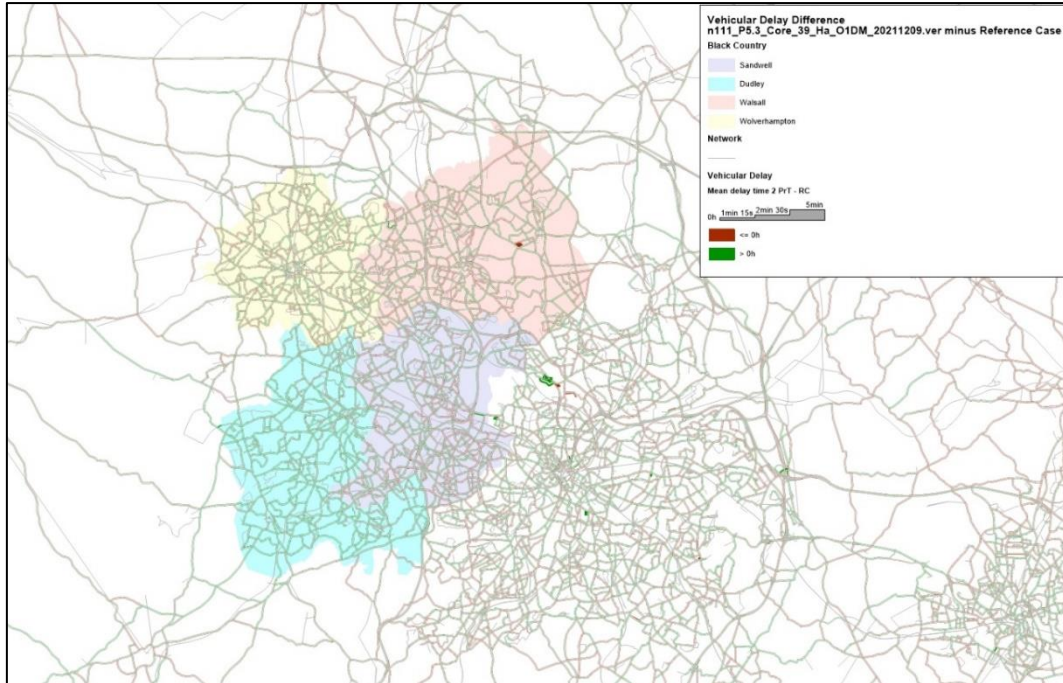 Vehicular Delay Difference
n111_P5.3_Core_39_Ha_O1DM_20211209.ver minus Reference Case
Black Country
Sandwell
Dudley
Walsall
Wolverhampton
Network
Vehicular Delay
Mean delay time 2 PrT - RC
0h 1min 15s 2min 30s 5min
<= 0h
> 0h